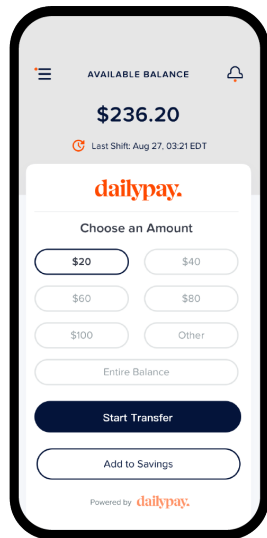 AVAILABLE BALANCE
$236.20
Last Shift: Aug 27, 03:21 EDT
dailypay.
Choose an Amount
$20 $40
$60 $80
$100 Other
Entire Balance
Start Transfer
Add to Savings
Powered by dailypay.